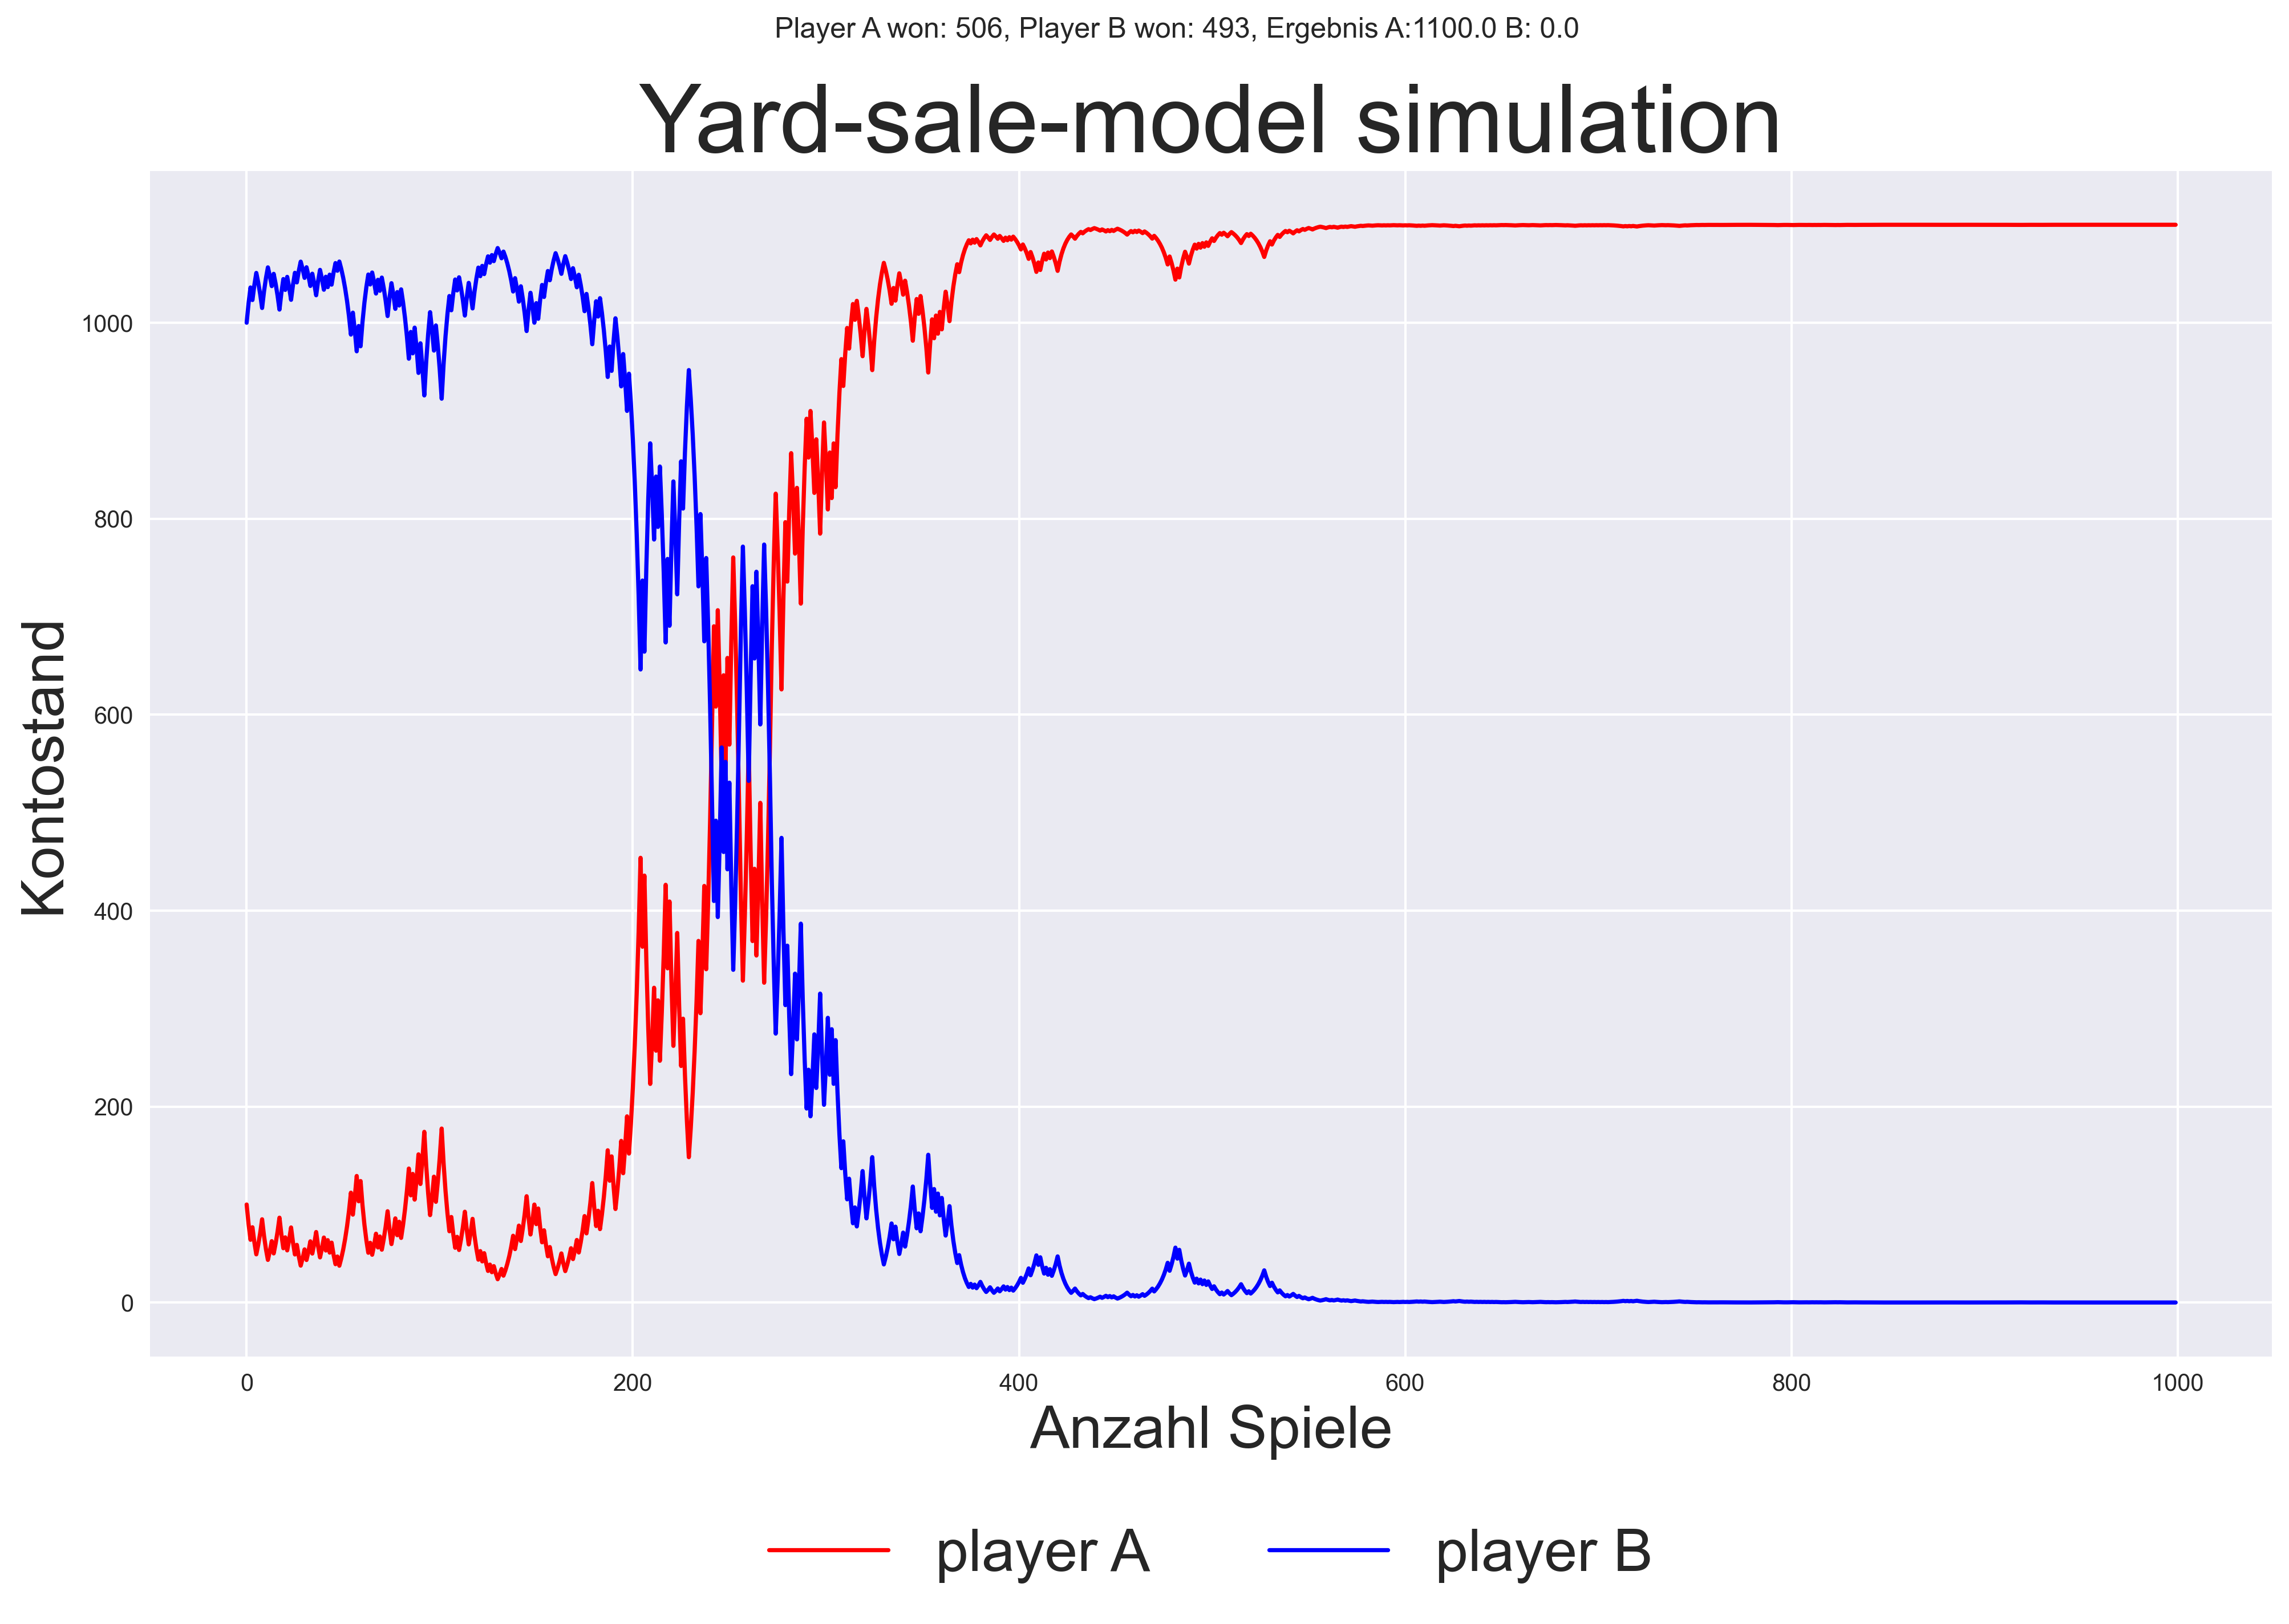 Player A won: 506, Player B won: 493, Ergebnis A:1100.0 B: 0.0
Yard-sale-model simulation
Kontostand
1000
800
600
400
200
0
0 200 400 600 800 1000
Anzahl Spiele
player A player B